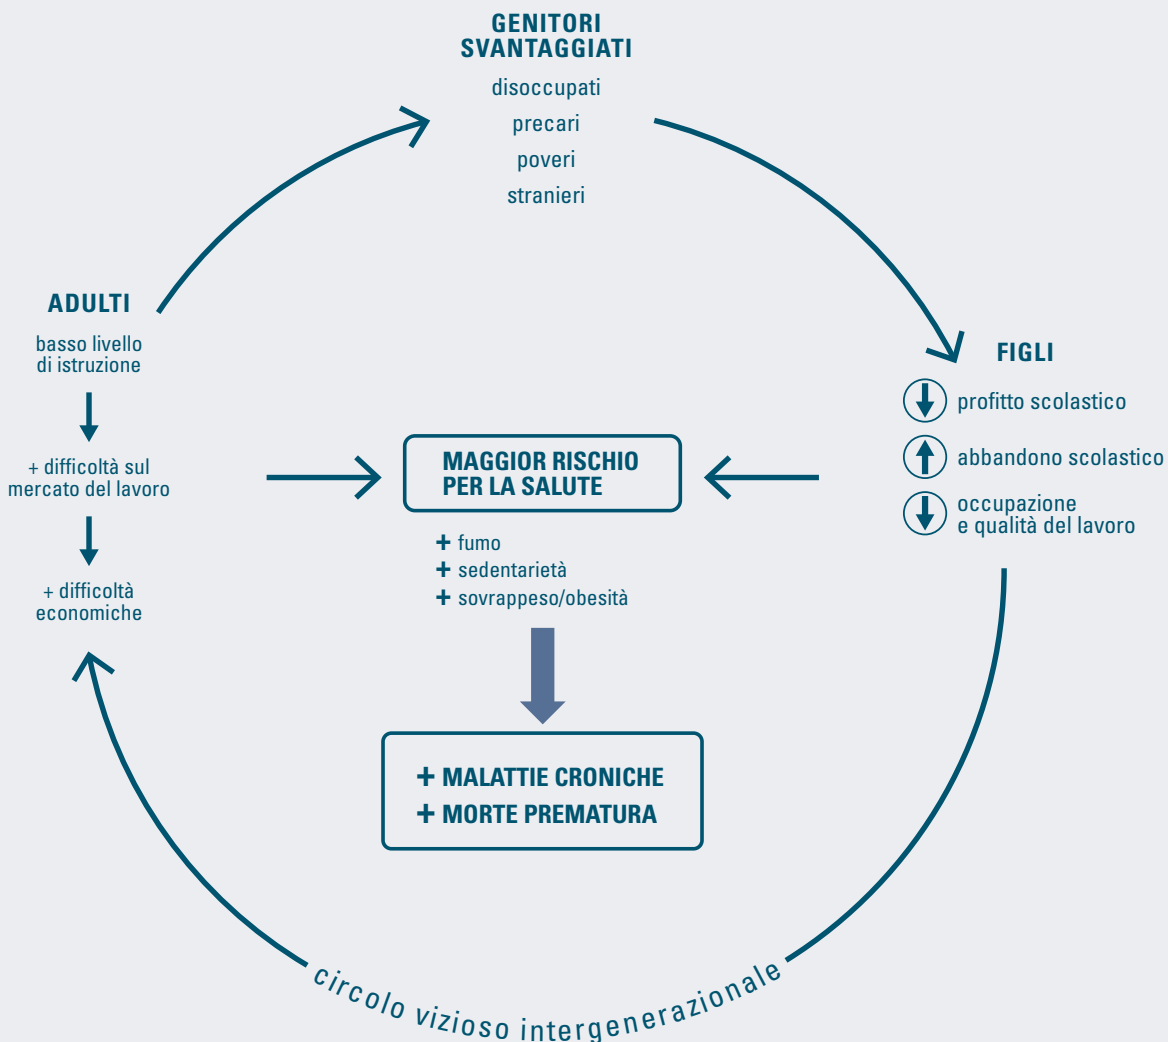 GENITORI
SVANTAGGIATI
disoccupati
precari
poveri
stranieri
ADULTI
basso livello
di istruzione
+ difficoltà sul
mercato del lavoro
+ difficoltà
economiche
FIGLI
profitto scolastico
abbandono scolastico
occupazione
e qualità del lavoro
MAGGIOR RISCHIO
PER LA SALUTE
+ fumo
+ sedentarietà
+ sovrappeso/obesità
+ MALATTIE CRONICHE
+ MORTE PREMATURA
circolo vizioso intergenerazionale